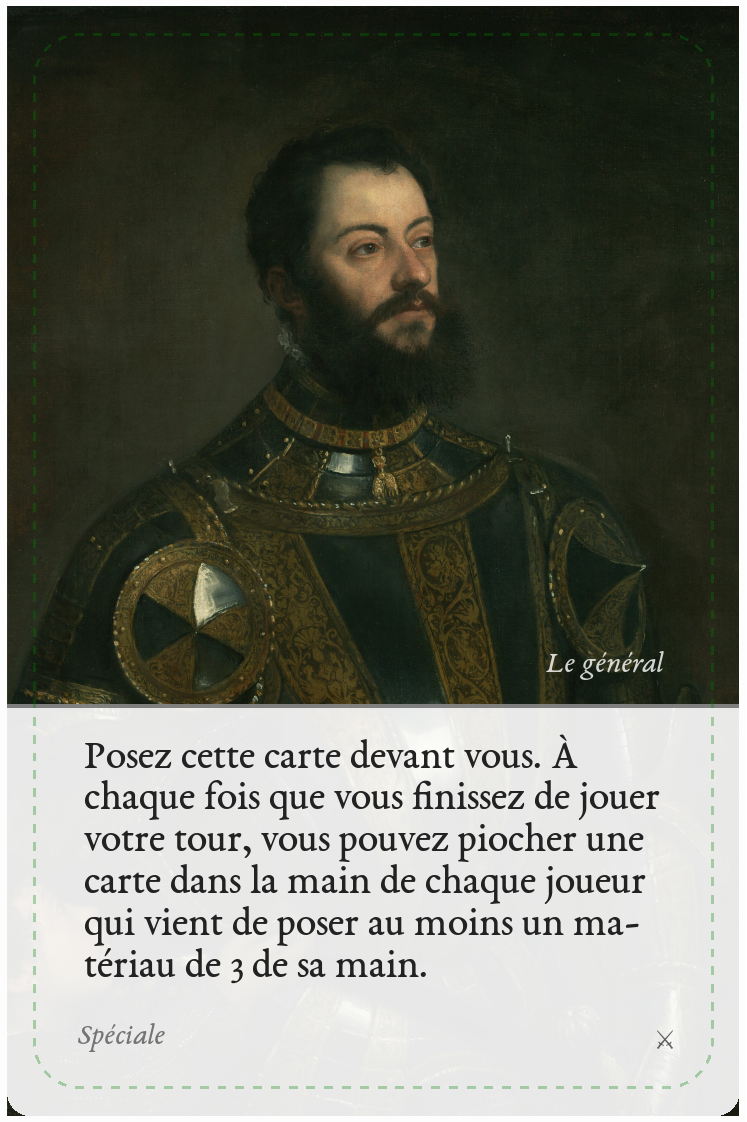 Le général
Posez cette carte devant vous. À
chaque fois que vous finissez de jouer
votre tour, vous pouvez piocher une
carte dans la main de chaque joueur
qui vient de poser au moins un ma-
tériau de 3 de sa main.
Spéciale